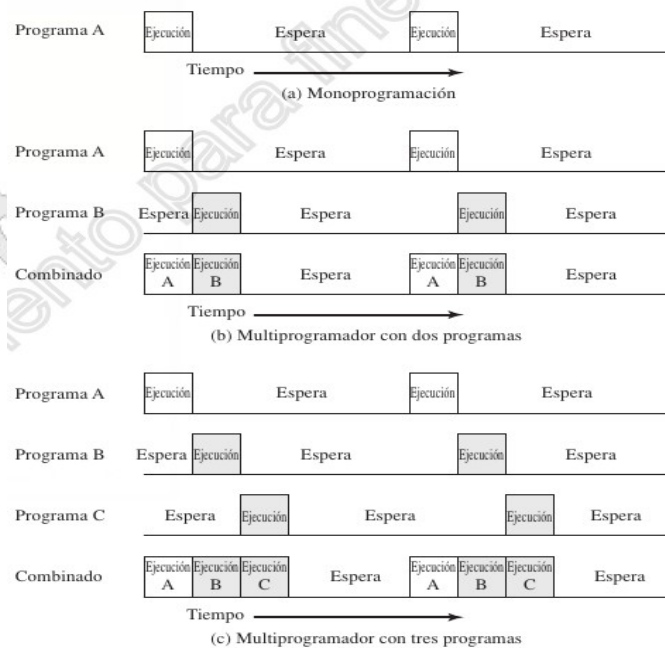 Programa A Ejecución Espera Ejecución Espera
Tiempo
(a) Monoprogramación
Programa A Ejecución Espera Ejecución Espera
Programa B Espera Ejecución Espera Ejecución Espera
Combinado Ejecución A Ejecución B Espera Ejecución A Ejecución B Espera
Tiempo
(b) Multiprogramador con dos programas
Programa A Ejecución Espera Ejecución Espera
Programa B Espera Ejecución Espera Ejecución Espera
Programa C Espera Ejecución Espera Ejecución Espera
Combinado Ejecución A Ejecución B Ejecución C Espera Ejecución A Ejecución B Ejecución C Espera
Tiempo
(c) Multiprogramador con tres programas
para fine